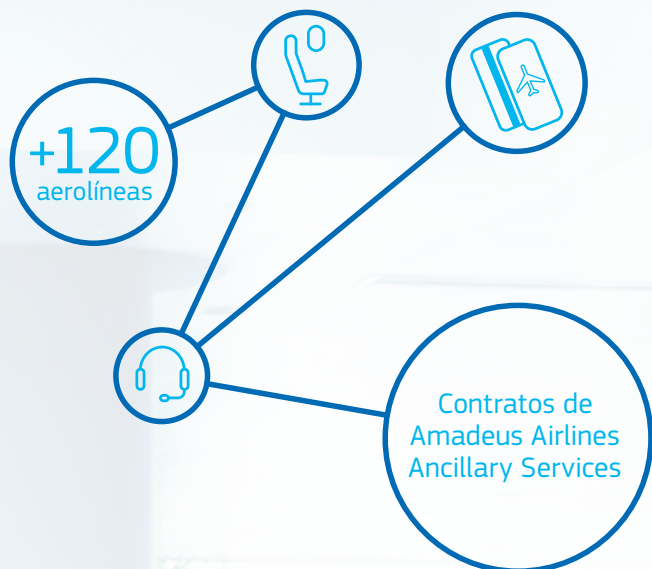 +120
aerolíneas
Contratos de
Amadeus Airlines
Ancillary Services